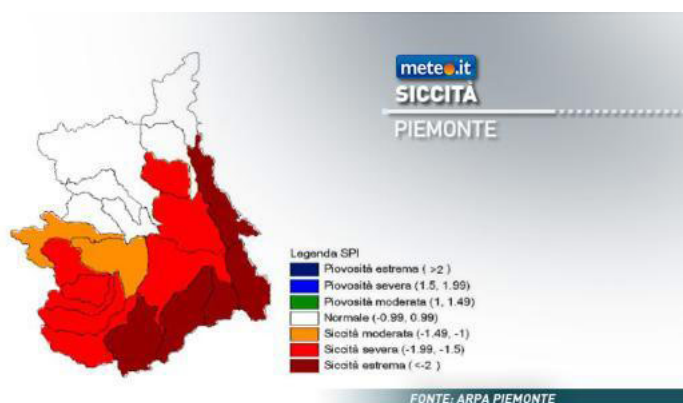 meteo.it
SICCITÀ
PIEMONTE
Legenda SPI
Piovosità estrema ( >2 )
Piovosità severa (1.5, 1.99)
Piovosità moderata (1, 1.49)
Normale (-0.99, 0.99)
Siccità moderata (-1.49, -1)
Siccità severa (-1.99, -1.5)
Siccità estrema (<-2 )
FONTE: ARPA PIEMONTE